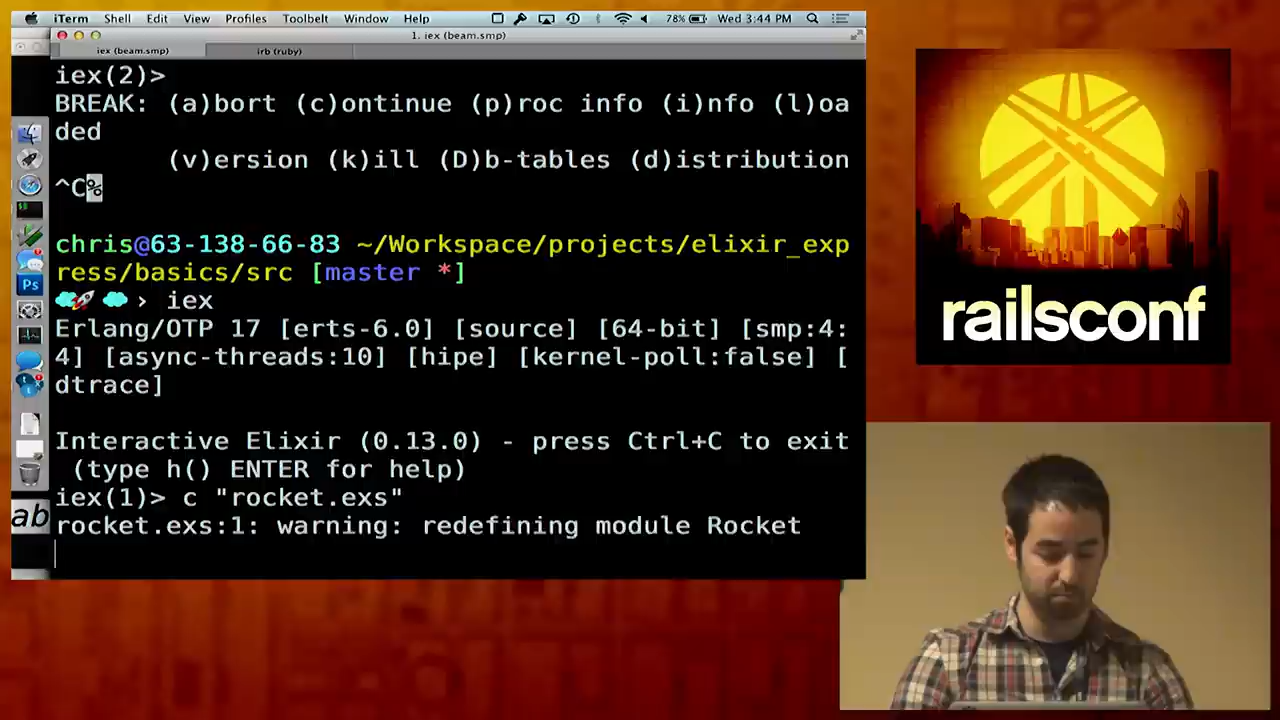 iTerm Shell Edit View Profiles Toolbelt Window Help 78% Wed 3:44 PM
1. iex (beam.smp)
iex (beam.smp) irb (ruby)
iex(2)>
BREAK: (a)bort (c)ontinue (p)roc info (i)nfo (l)oa
ded
(v)ersion (k)ill (D)b-tables (d)istribution
^C%
chris@63-138-66-83 ~/Workspace/projects/elixir_exp
ress/basics/src [master *]
› iex
Erlang/OTP 17 [erts-6.0] [source] [64-bit] [smp:4:
4] [async-threads:10] [hipe] [kernel-poll:false] [
dtrace]
Interactive Elixir (0.13.0) - press Ctrl+C to exit
(type h() ENTER for help)
iex(1)> c "rocket.exs"
rocket.exs:1: warning: redefining module Rocket
Ps
ab
railsconf